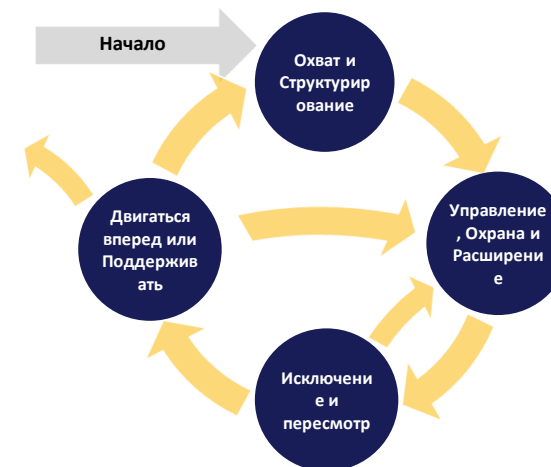 Начало
Охват и
Структурир
ование
Двигаться
вперед или
Поддержив
ать
Управление
, Охрана и
Расширени
е
Исключени
е и
пересмотр